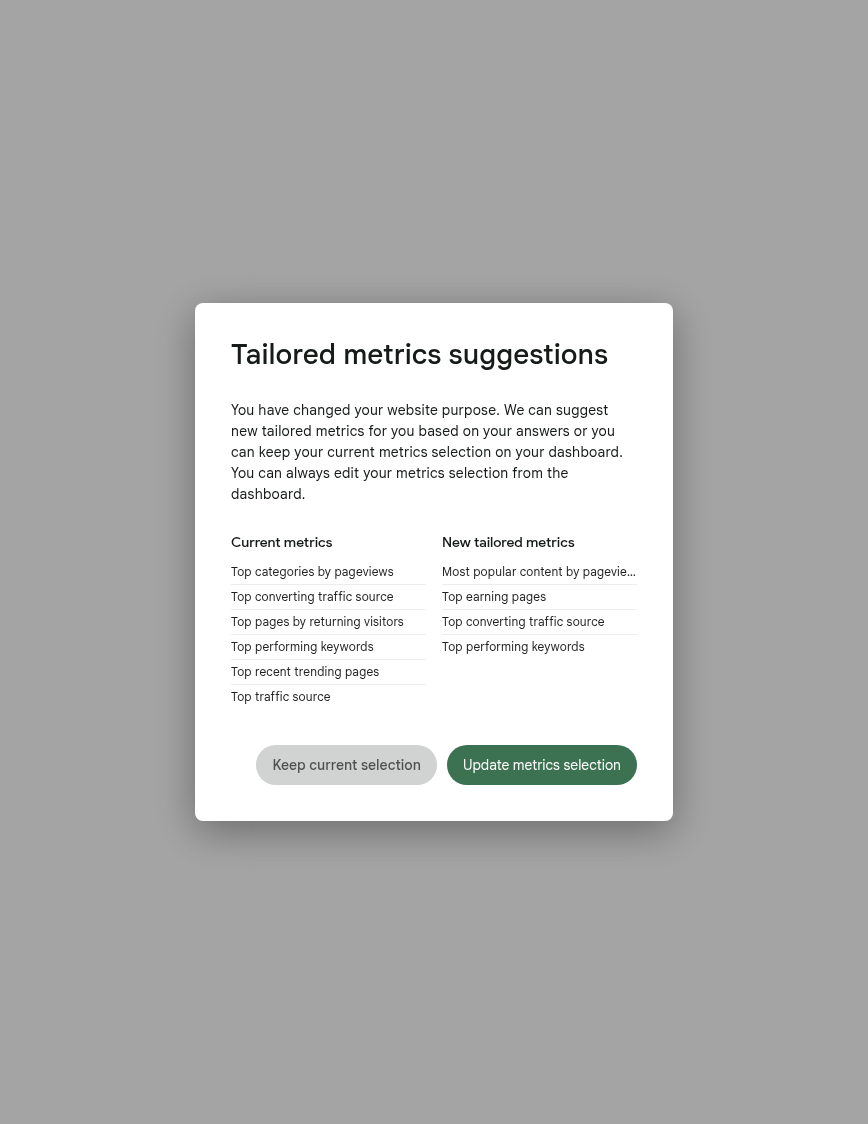 Tailored metrics suggestions
You have changed your website purpose. We can suggest
new tailored metrics for you based on your answers or you
can keep your current metrics selection on your dashboard.
You can always edit your metrics selection from the
dashboard.
Current metrics
Top categories by pageviews
Top converting traffic source
Top pages by returning visitors
Top performing keywords
Top recent trending pages
Top traffic source
New tailored metrics
Most popular content by pagevie...
Top earning pages
Top converting traffic source
Top performing keywords
Keep current selection
Update metrics selection